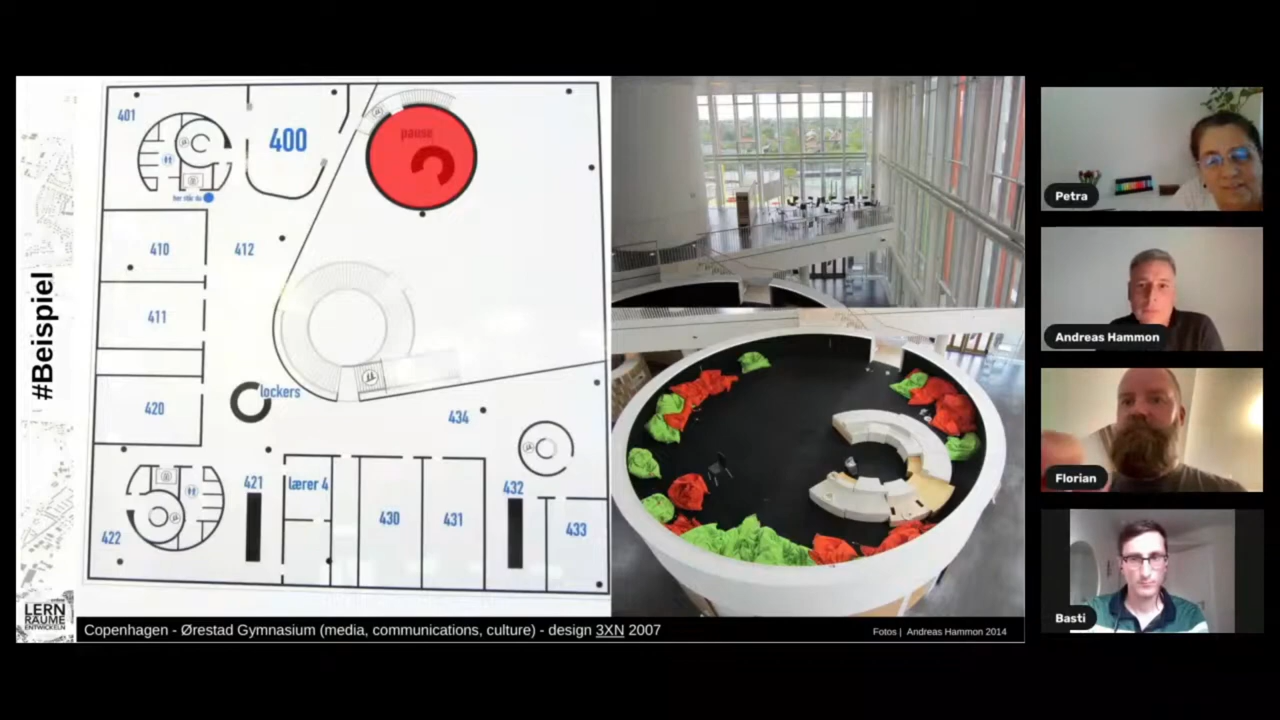 #Beispiel
LERN
RÄUME
ENTWICKELN
401
400
pause
her står du
410
412
411
lockers
420
434
421
lærer 4
432
430
431
433
422
Copenhagen - Ørestad Gymnasium (media, communications, culture) - design 3XN 2007
Fotos | Andreas Hammon 2014
Petra
Andreas Hammon
Florian
Basti